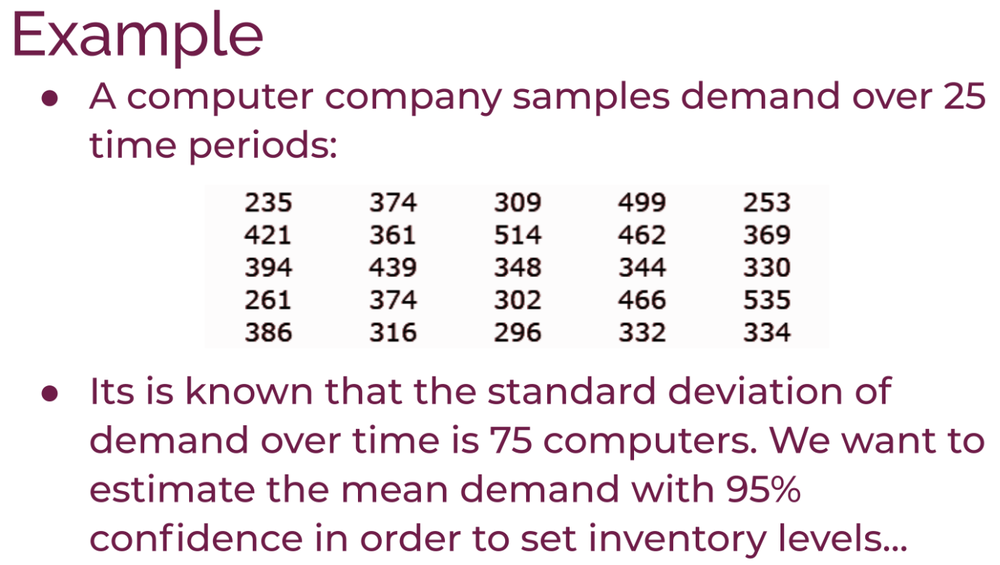 Example
● A computer company samples demand over 25
time periods:
235 374 309 499 253
421 361 514 462 369
394 439 348 344 330
261 374 302 466 535
386 316 296 332 334
● Its is known that the standard deviation of
demand over time is 75 computers. We want to
estimate the mean demand with 95%
confidence in order to set inventory levels...